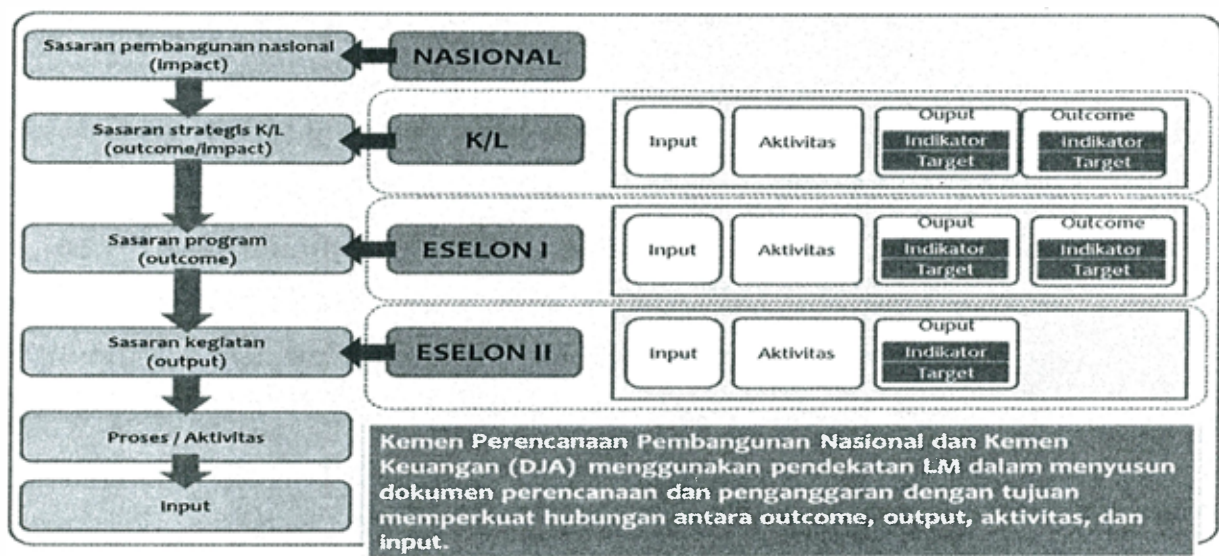 Sasaran pembangunan nasional
(impact)
NASIONAL
Sasaran strategis K/L
(outcome/impact)
K/L
Input
Aktivitas
Ouput
Indikator
Target
Outcome
Indikator
Target
Sasaran program
(outcome)
ESELON I
Input
Aktivitas
Ouput
Indikator
Target
Outcome
Indikator
Target
Sasaran kegiatan
(output)
ESELON II
Input
Aktivitas
Ouput
Indikator
Target
Proses / Aktivitas
Input
Kemen Perencanaan Pembangunan Nasional dan Kemen
Keuangan (DJA) menggunakan pendekatan LM dalam menyusun
dokumen perencanaan dan penganggaran dengan tujuan
memperkuat hubungan antara outcome, output, aktivitas, dan
input.